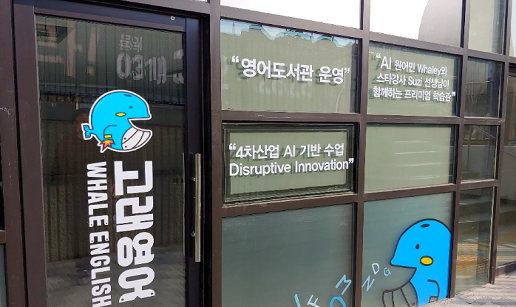 고래영어
WHALE ENGLISH
“영어도서관 운영”
“AI 원어민 Whaley와
스타강사 Suzi 선생님이
함께하는 프리미엄 학습관”
“4차산업 AI 기반 수업
Disruptive Innovation”